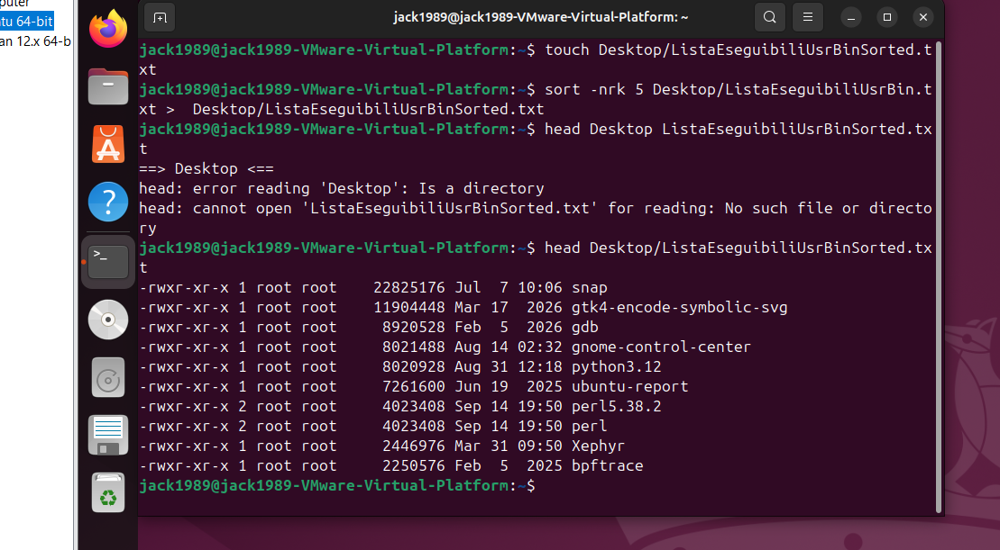 puter
tu 64-bit
an 12.x 64-b
jack1989@jack1989-VMware-Virtual-Platform: ~
jack1989@jack1989-VMware-Virtual-Platform:~$ touch Desktop/ListaEseguibiliUsrBinSorted.t
xt
jack1989@jack1989-VMware-Virtual-Platform:~$ sort -nrk 5 Desktop/ListaEseguibiliUsrBin.t
xt >  Desktop/ListaEseguibiliUsrBinSorted.txt
jack1989@jack1989-VMware-Virtual-Platform:~$ head Desktop ListaEseguibiliUsrBinSorted.tx
t
==> Desktop <==
head: error reading 'Desktop': Is a directory
head: cannot open 'ListaEseguibiliUsrBinSorted.txt' for reading: No such file or directo
ry
jack1989@jack1989-VMware-Virtual-Platform:~$ head Desktop/ListaEseguibiliUsrBinSorted.tx
t
-rwxr-xr-x 1 root root    22825176 Jul  7 10:06 snap
-rwxr-xr-x 1 root root    11904448 Mar 17  2026 gtk4-encode-symbolic-svg
-rwxr-xr-x 1 root root     8920528 Feb  5  2026 gdb
-rwxr-xr-x 1 root root     8021488 Aug 14 02:32 gnome-control-center
-rwxr-xr-x 1 root root     8020928 Aug 31 12:18 python3.12
-rwxr-xr-x 1 root root     7261600 Jun 19  2025 ubuntu-report
-rwxr-xr-x 2 root root     4023408 Sep 14 19:50 perl5.38.2
-rwxr-xr-x 2 root root     4023408 Sep 14 19:50 perl
-rwxr-xr-x 1 root root     2446976 Mar 31 09:50 Xephyr
-rwxr-xr-x 1 root root     2250576 Feb  5  2025 bpftrace
jack1989@jack1989-VMware-Virtual-Platform:~$